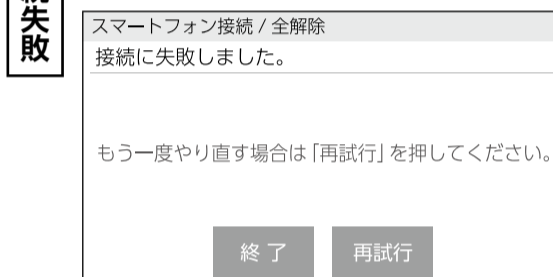 失敗
スマートフォン接続 / 全解除
接続に失敗しました。
もう一度やり直す場合は「再試行」を押してください。
終 了
再試行